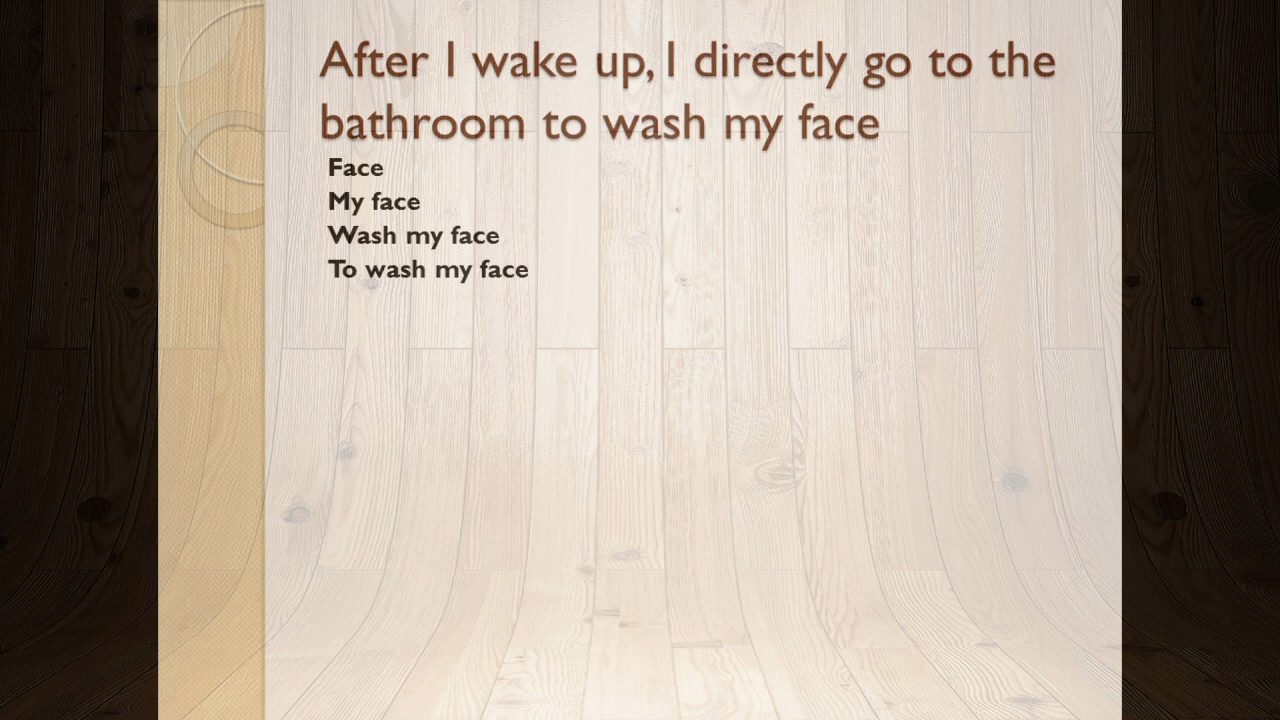 After I wake up, I directly go to the
bathroom to wash my face
Face
My face
Wash my face
To wash my face